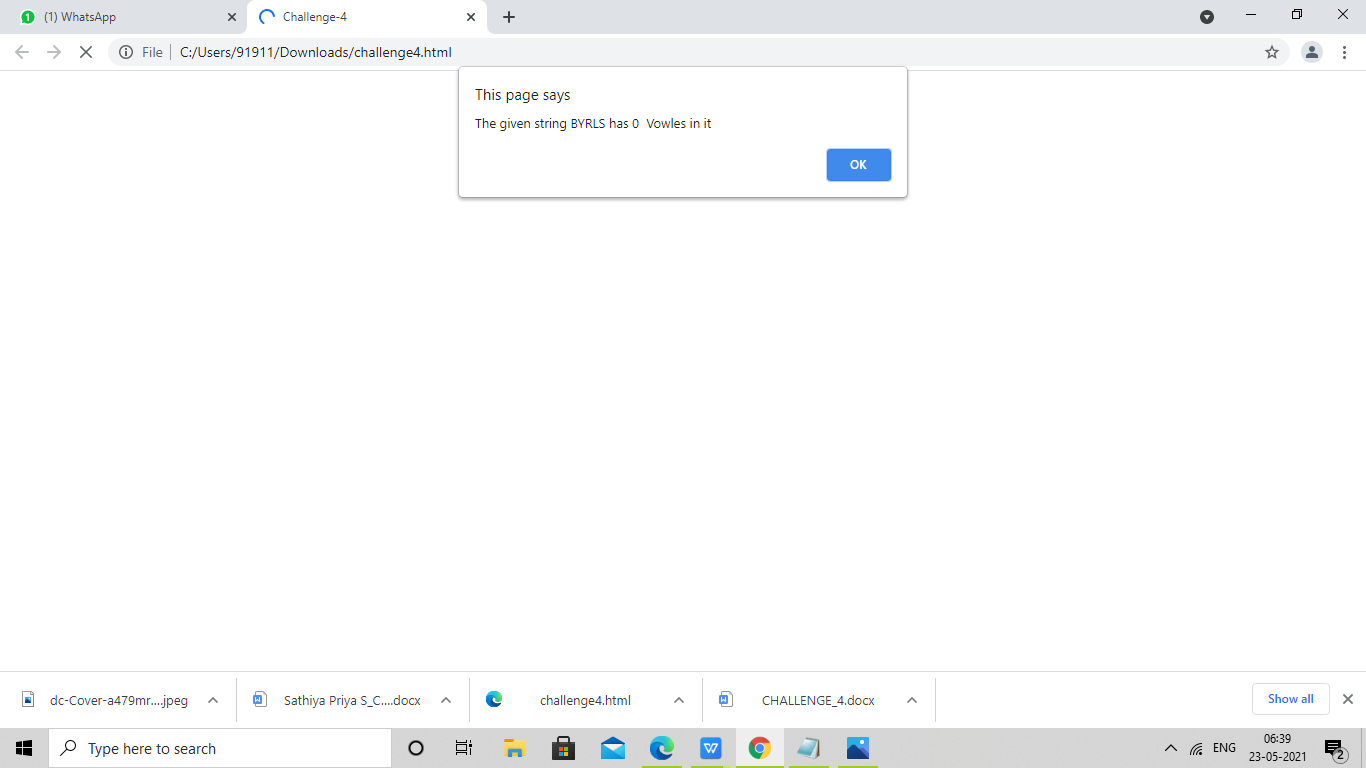 (1) WhatsApp
Challenge-4
File
C:/Users/91911/Downloads/challenge4.html
This page says
The given string BYRLS has 0  Vowles in it
OK
dc-Cover-a479mr....jpeg
Sathiya Priya S_C....docx
challenge4.html
CHALLENGE_4.docx
Show all
Type here to search
ENG
06:39
23-05-2021
2